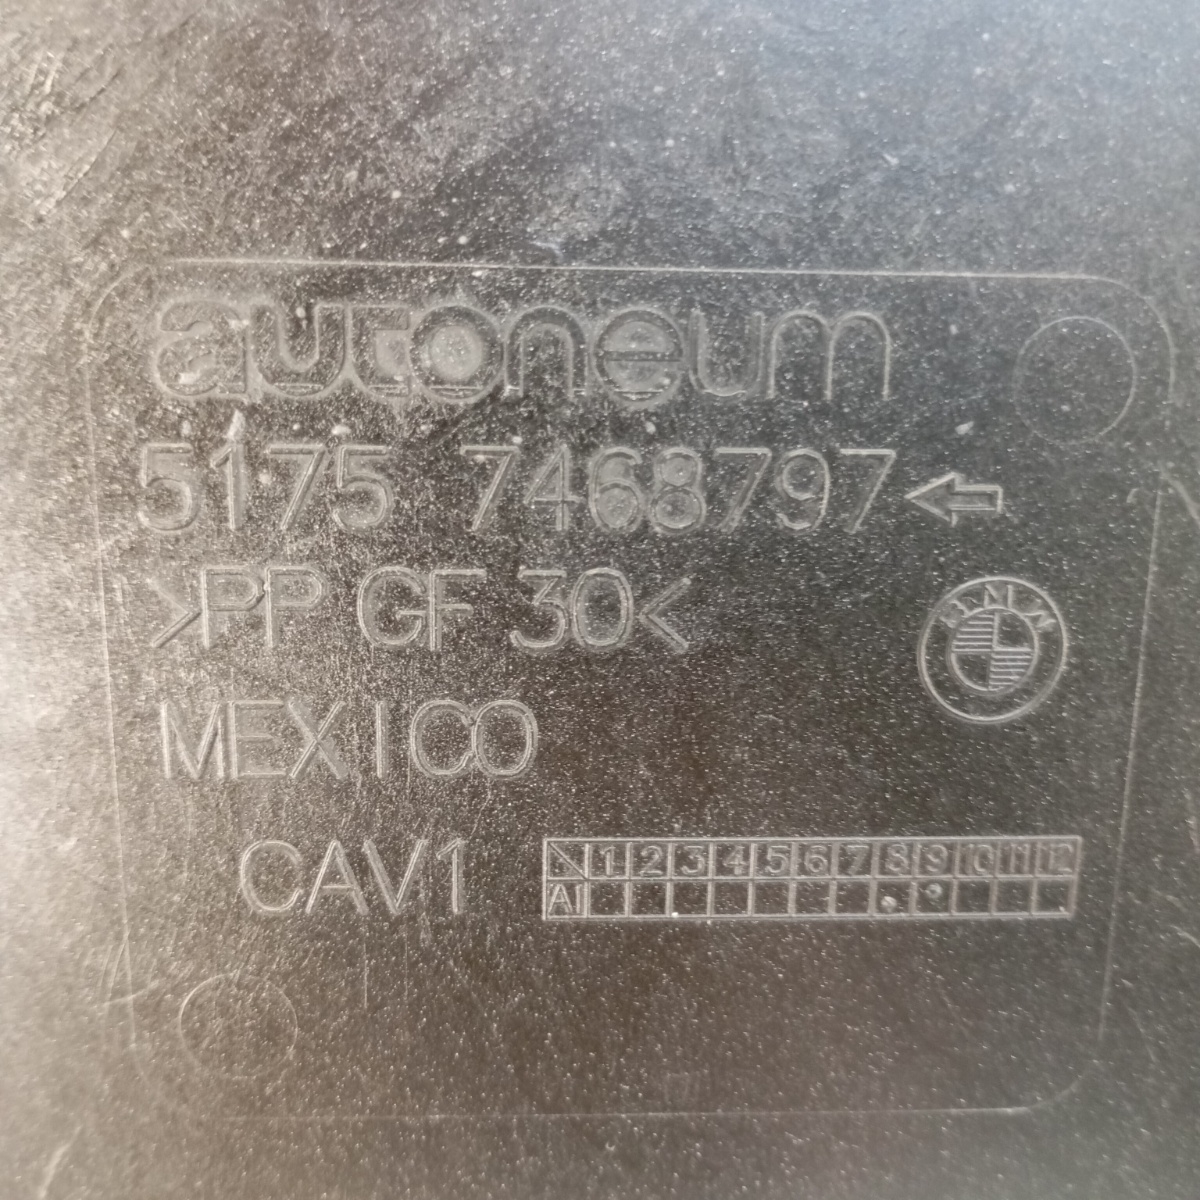 autoneum
5175 7468797
>PP GF 30<
BMW
MEXICO
CAV1
1 2 3 4 5 6 7 8 9 10 11 12
A1